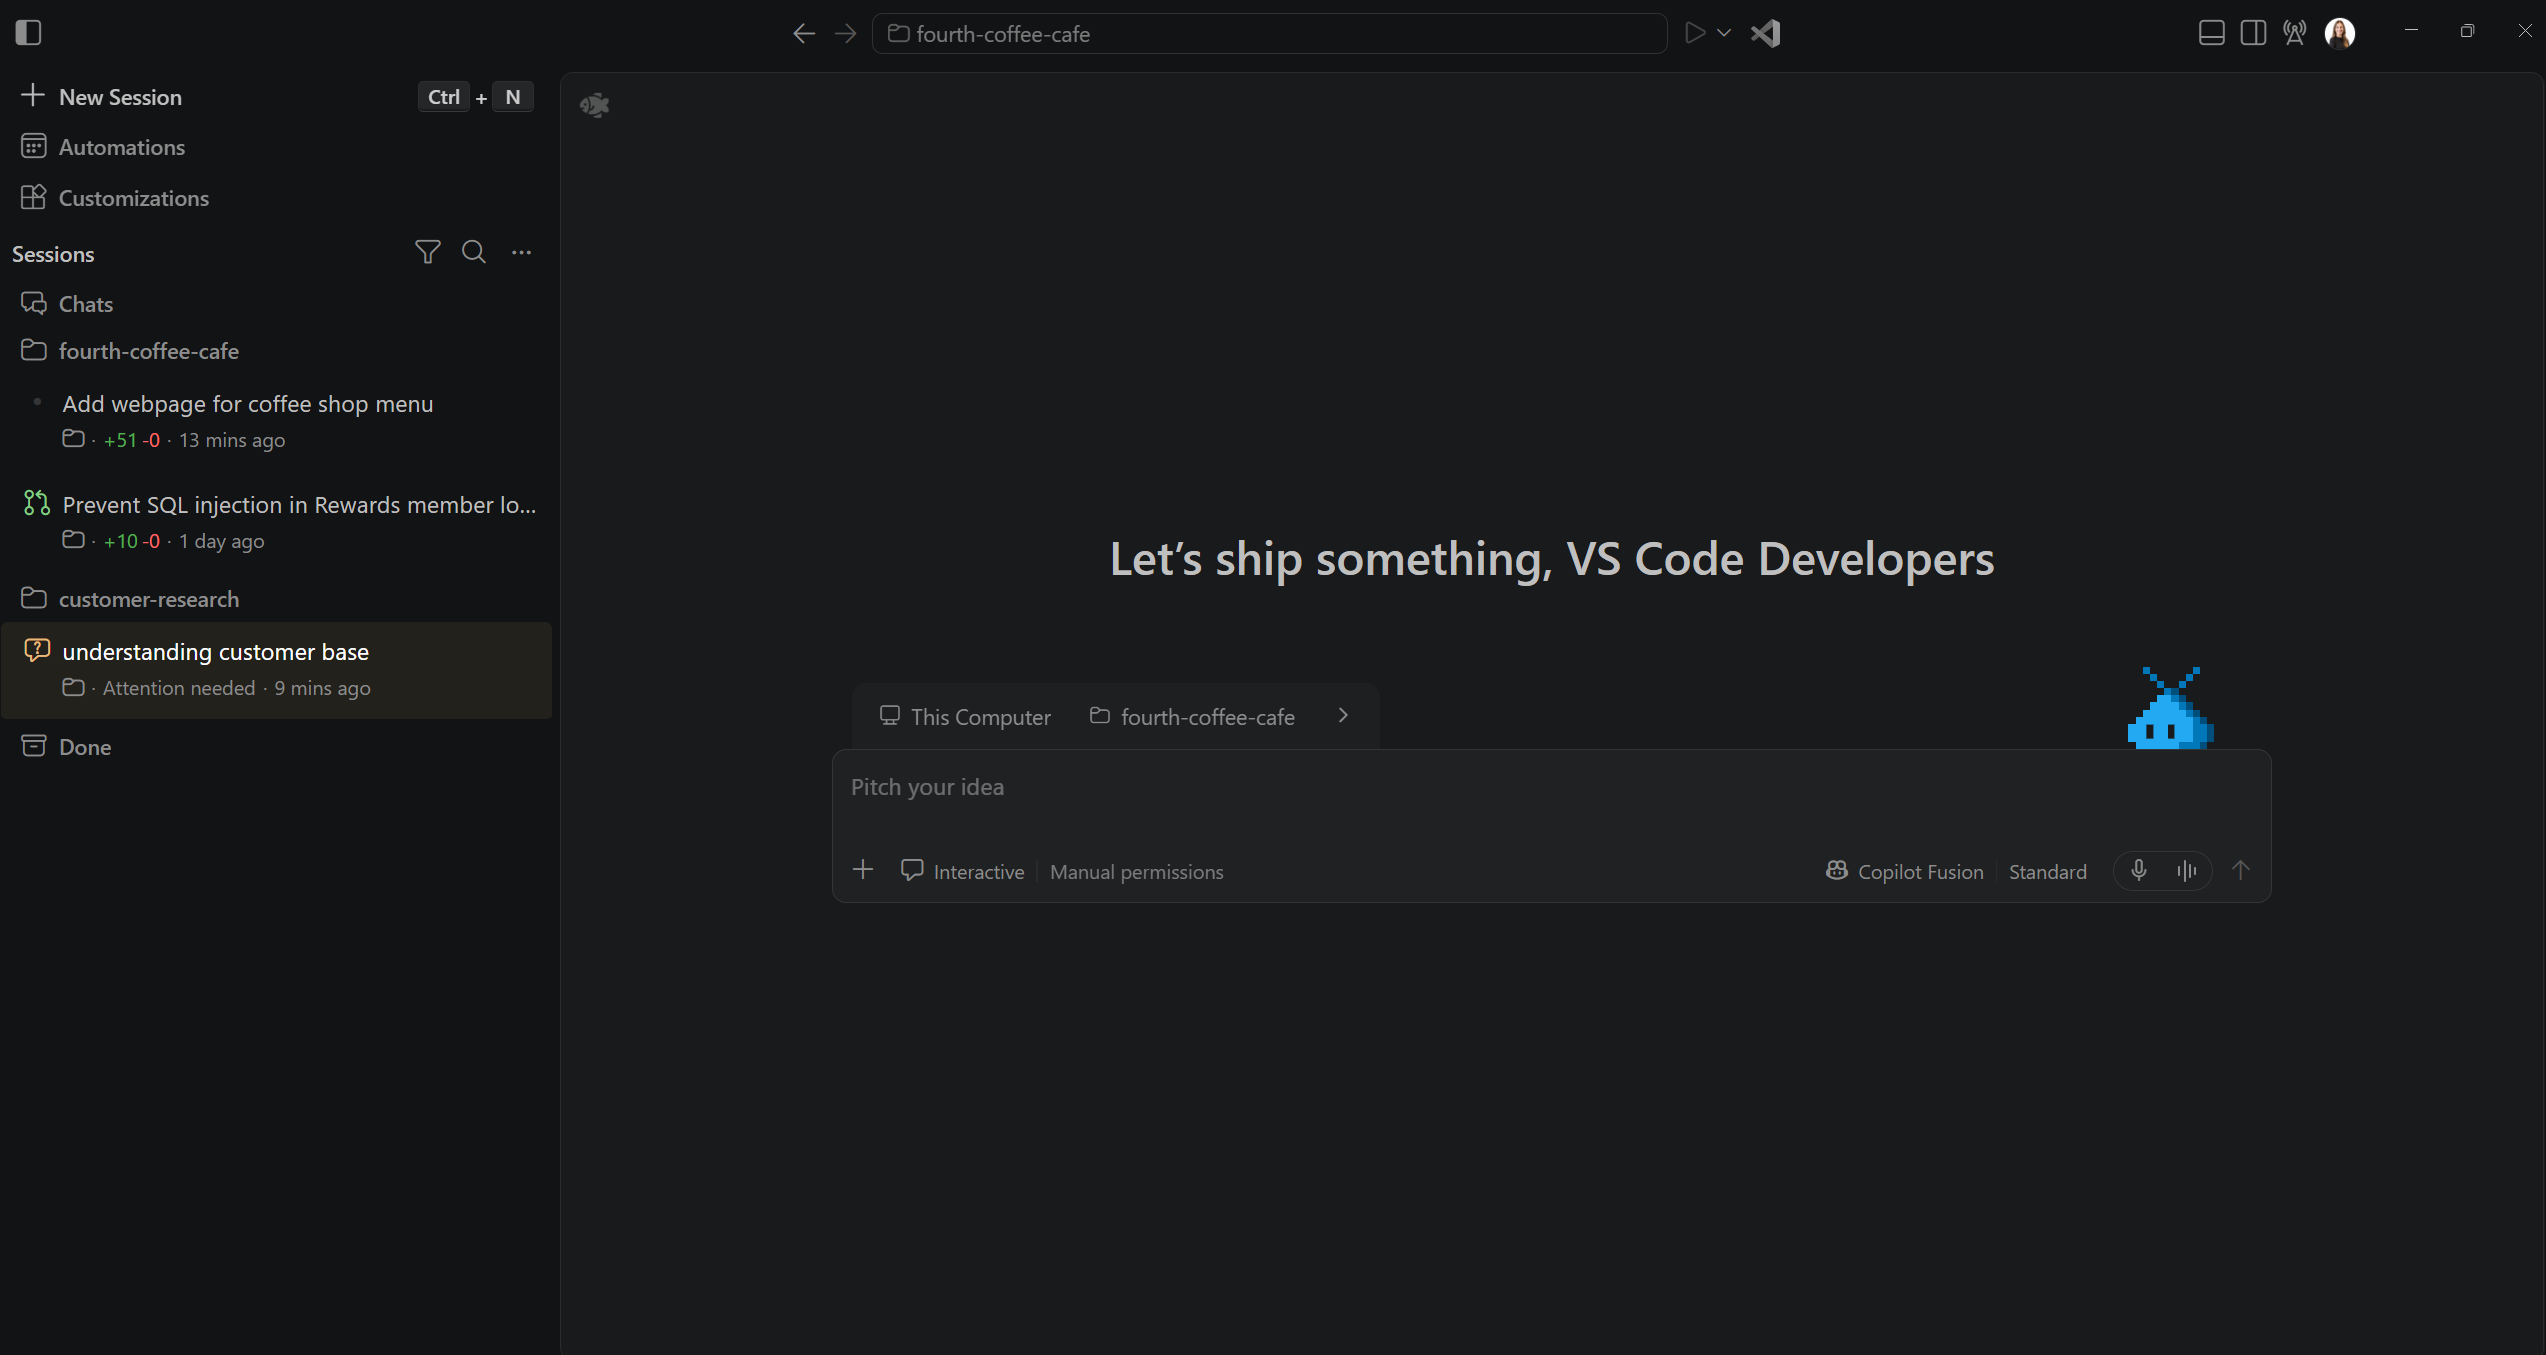 fourth-coffee-cafe
New Session Ctrl + N
Automations
Customizations
Sessions
Chats
fourth-coffee-cafe
Add webpage for coffee shop menu
· +51 -0 · 13 mins ago
Prevent SQL injection in Rewards member lo...
· +10 -0 · 1 day ago
customer-research
understanding customer base
· Attention needed · 9 mins ago
Done
Let’s ship something, VS Code Developers
This Computer fourth-coffee-cafe
Pitch your idea
Interactive Manual permissions Copilot Fusion Standard